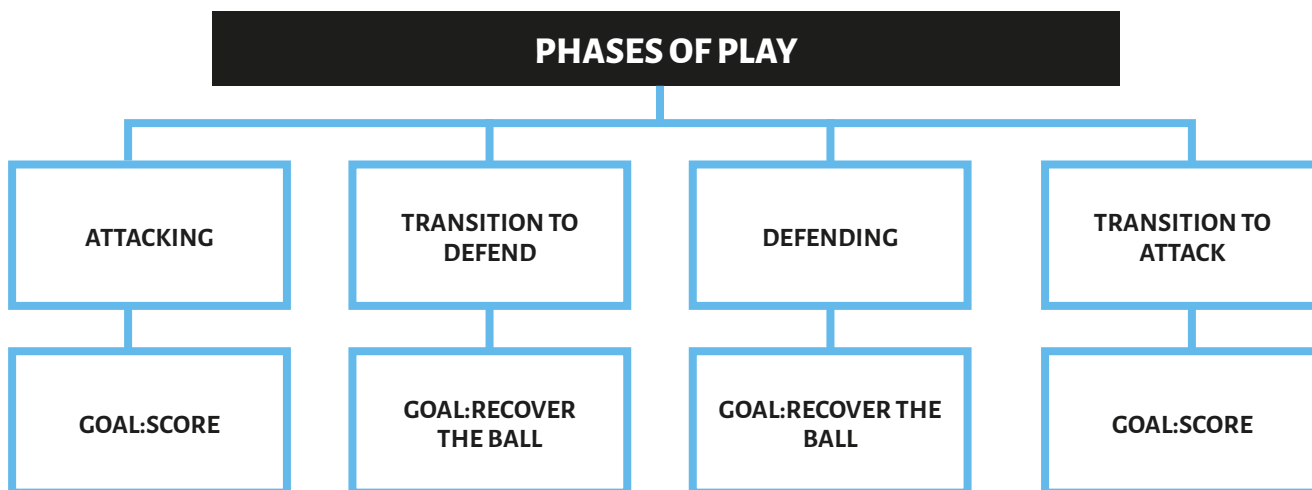 PHASES OF PLAY
ATTACKING
TRANSITION TO
DEFEND
DEFENDING
TRANSITION TO
ATTACK
GOAL:SCORE
GOAL:RECOVER
THE BALL
GOAL:RECOVER THE
BALL
GOAL:SCORE